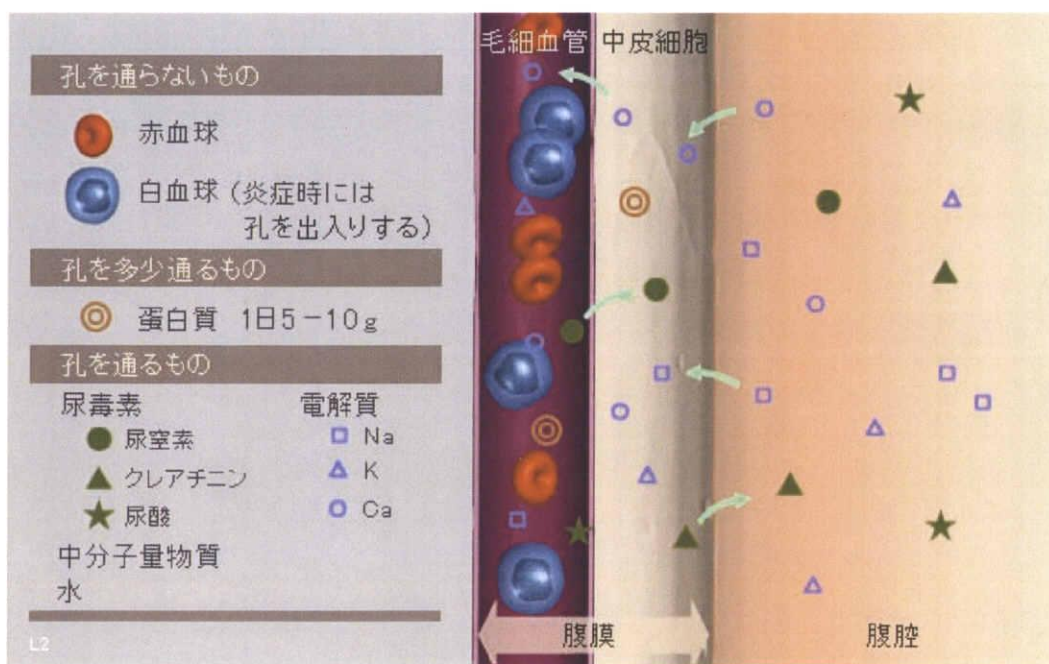 孔を通らないもの
赤血球
白血球（炎症時には
孔を出入りする）
孔を多少通るもの
蛋白質 1日5－10g
孔を通るもの
尿毒素
尿窒素
クレアチニン
尿酸
電解質
Na
K
Ca
中分子量物質
水
L2
毛細血管
中皮細胞
腹膜
腹腔